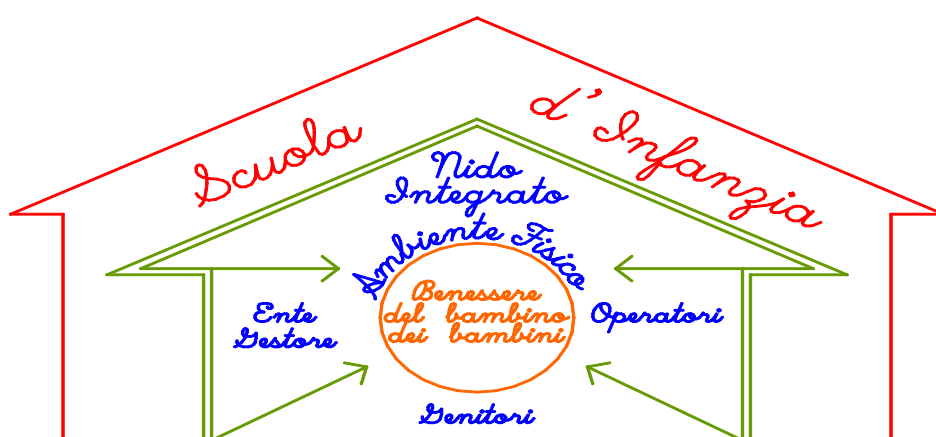 Scuola d' Infanzia
Nido
Integrato
Ambiente Fisico
Benessere
del bambino
dei bambini
Ente
Gestore
Operatori
Genitori